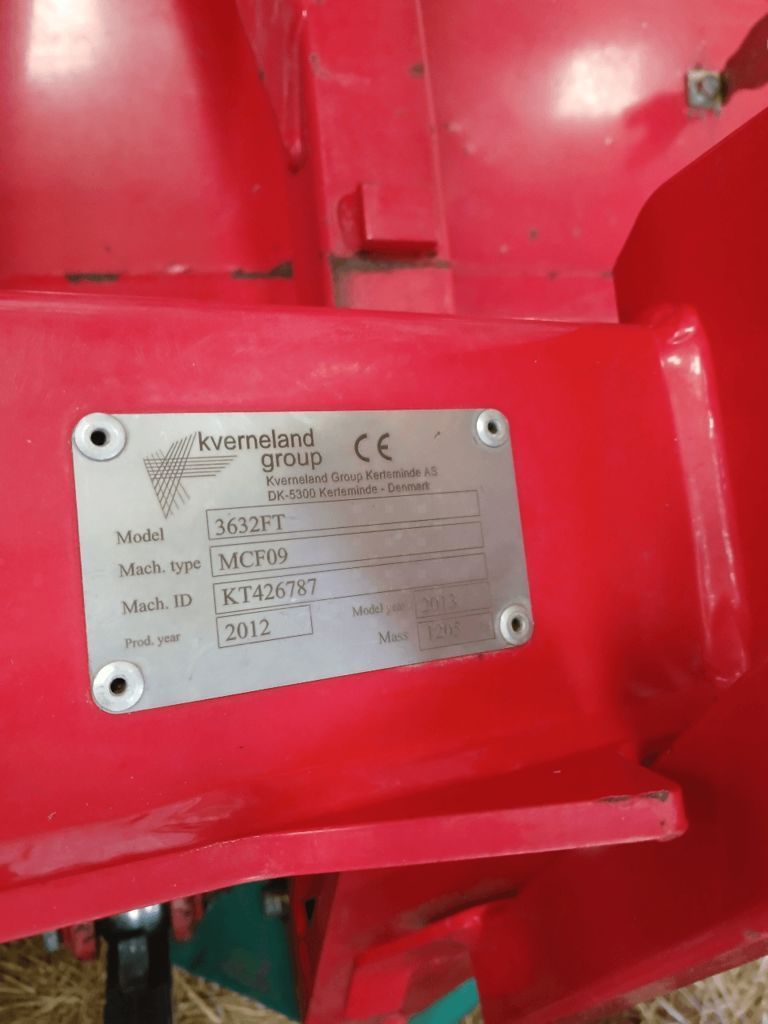 kverneland
group
CE
Kverneland Group Kerteminde AS
DK-5300 Kerteminde - Denmark
Model 3632FT
Mach. type MCF09
Mach. ID KT426787
Prod. year 2012 Model year 2013
Mass 1205